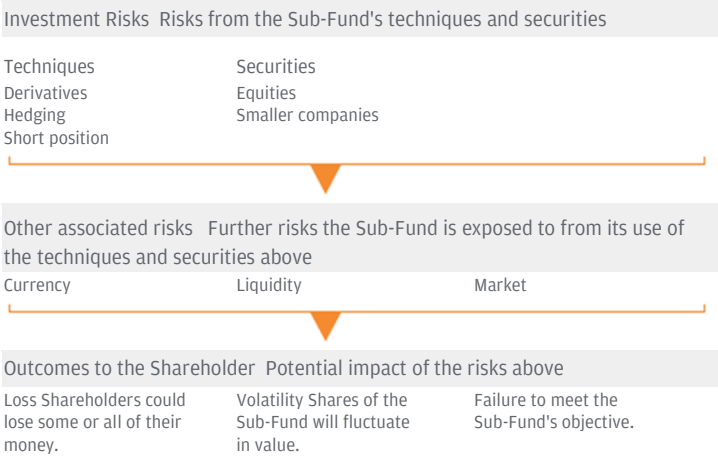 Investment Risks Risks from the Sub-Fund's techniques and securities
Techniques
Derivatives
Hedging
Short position
Securities
Equities
Smaller companies
Other associated risks Further risks the Sub-Fund is exposed to from its use of
the techniques and securities above
Currency
Liquidity
Market
Outcomes to the Shareholder Potential impact of the risks above
Loss Shareholders could
lose some or all of their
money.
Volatility Shares of the
Sub-Fund will fluctuate
in value.
Failure to meet the
Sub-Fund's objective.